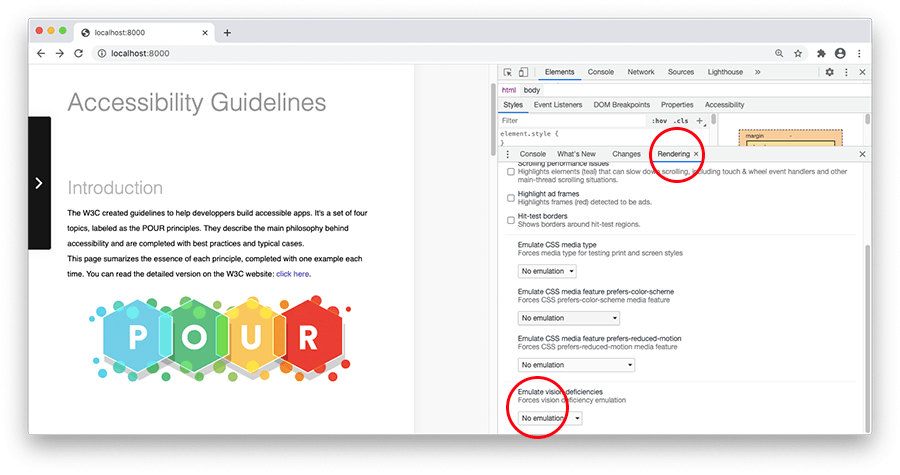 localhost:8000
localhost:8000
Accessibility Guidelines
Introduction
The W3C created guidelines to help developpers build accessible apps. It's a set of four
topics, labeled as the POUR principles. They describe the main philosophy behind
accessibility and are completed with best practices and typical cases.
This page sumarizes the essence of each principle, completed with one example each
time. You can read the detailed version on the W3C website: click here.
P O U R
Elements Console Network Sources Lighthouse »
html body
Styles Event Listeners DOM Breakpoints Properties Accessibility
Filter :hov .cls +
element.style {
}
margin -
Console What's New Changes Rendering ×
Scrolling performance issues
Highlights elements (teal) that can slow down scrolling, including touch & wheel event handlers and other
main-thread scrolling situations.
Highlight ad frames
Highlights frames (red) detected to be ads.
Hit-test borders
Shows borders around hit-test regions.
Emulate CSS media type
Forces media type for testing print and screen styles
No emulation
Emulate CSS media feature prefers-color-scheme
Forces CSS prefers-color-scheme media feature
No emulation
Emulate CSS media feature prefers-reduced-motion
Forces CSS prefers-reduced-motion media feature
No emulation
Emulate vision deficiencies
Forces vision deficiency emulation
No emulation